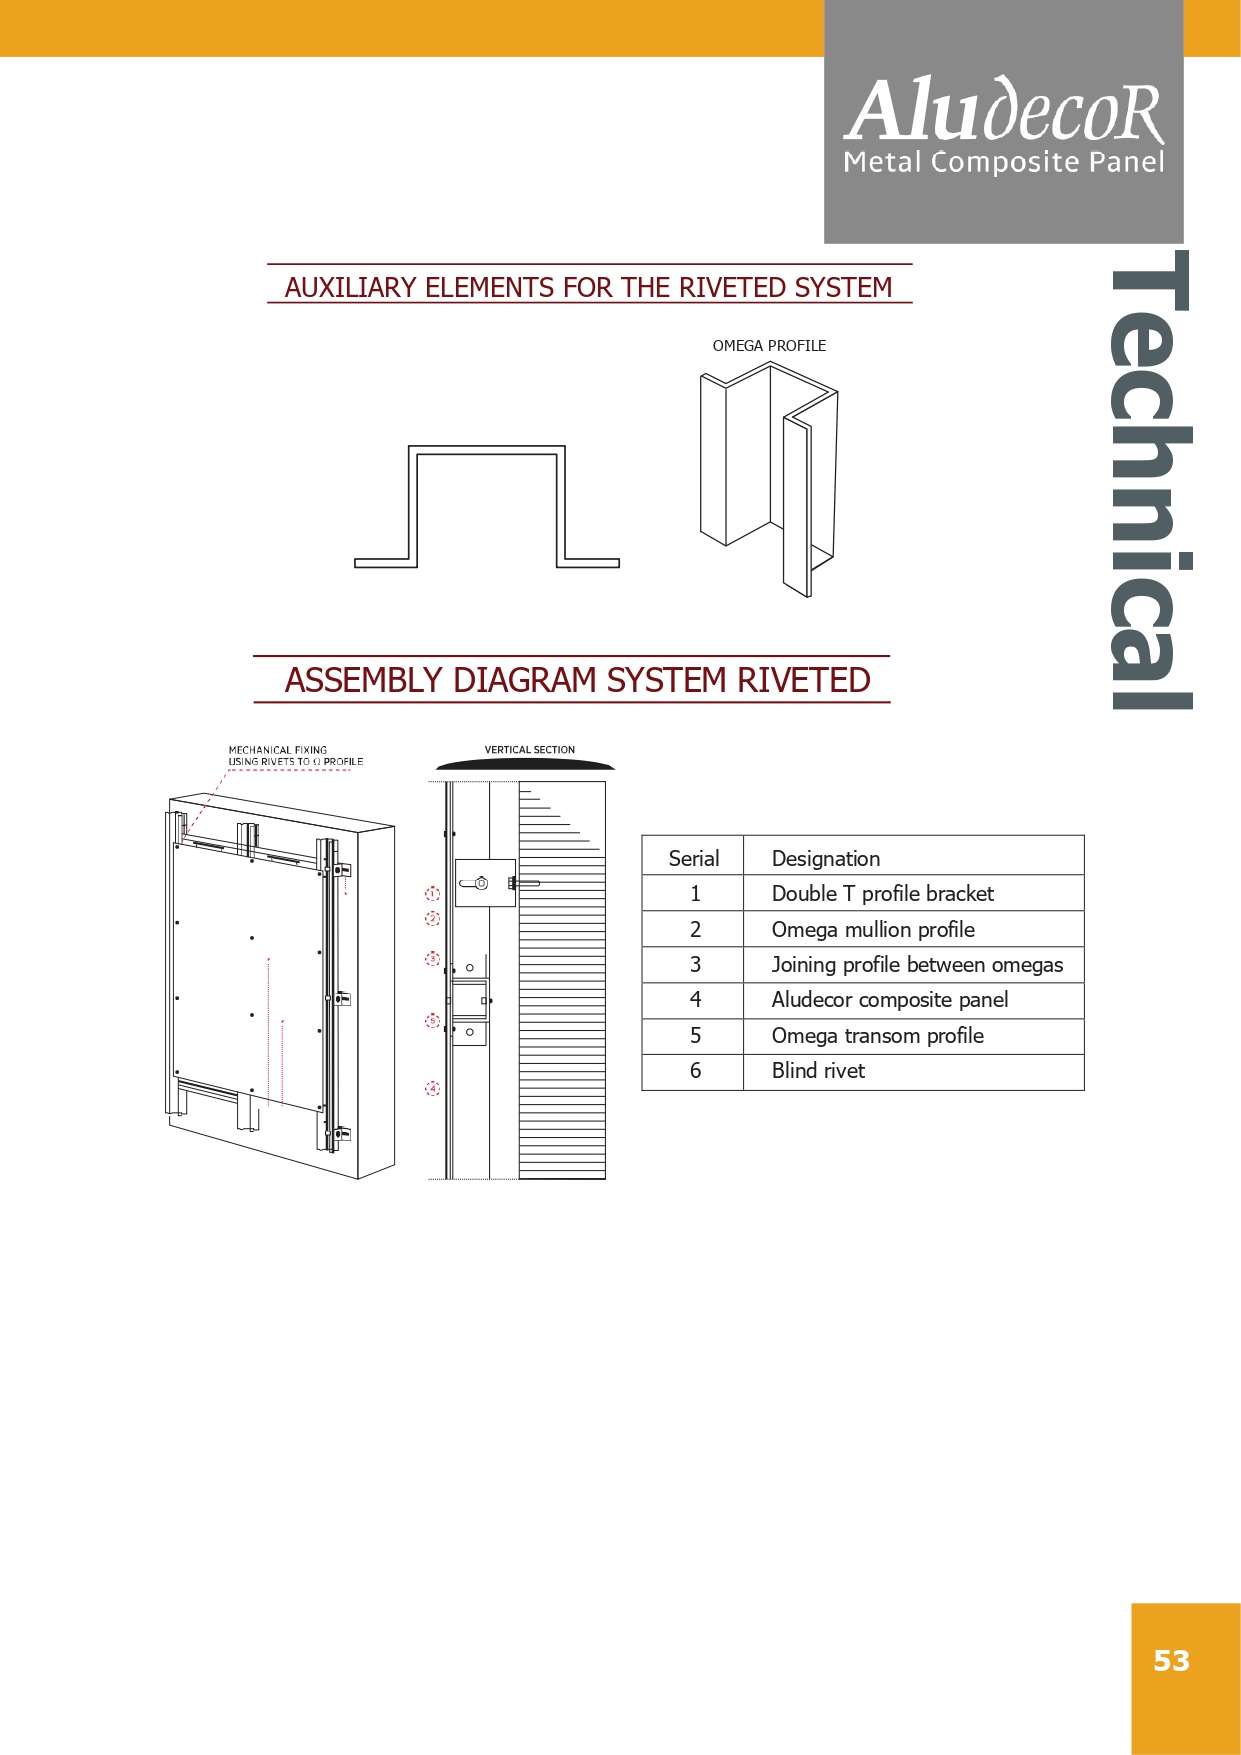 AludecoR
Metal Composite Panel
Technical
AUXILIARY ELEMENTS FOR THE RIVETED SYSTEM
OMEGA PROFILE
ASSEMBLY DIAGRAM SYSTEM RIVETED
MECHANICAL FIXING
USING RIVETS TO Ω PROFILE
VERTICAL SECTION
1
2
3
5
4
Serial Designation
1 Double T profile bracket
2 Omega mullion profile
3 Joining profile between omegas
4 Aludecor composite panel
5 Omega transom profile
6 Blind rivet
53